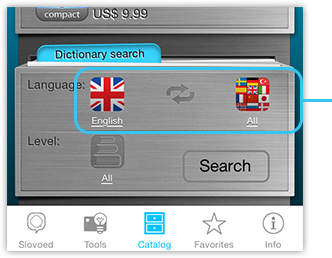 compact
US$ 9.99
Dictionary search
Language:
English
All
Level:
All
Search
Slovoed
Tools
Catalog
Favorites
Info